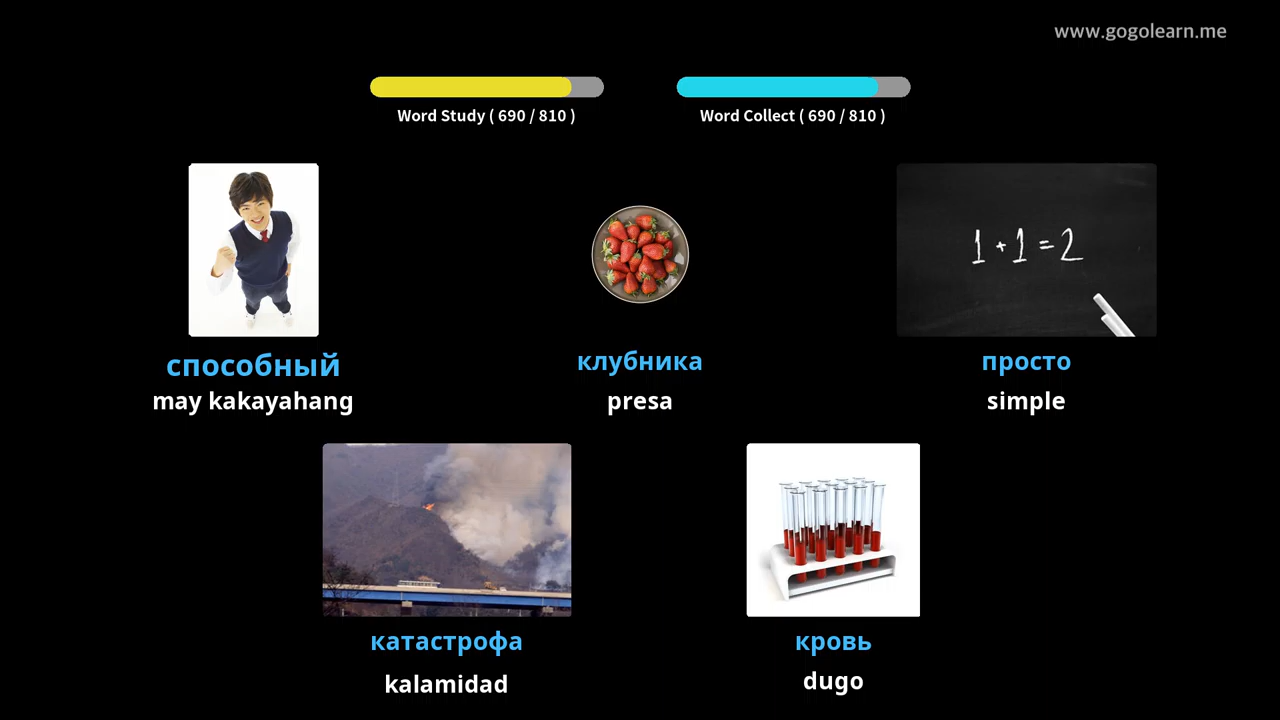 www.gogolearn.me
Word Study ( 690 / 810 )
Word Collect ( 690 / 810 )
1 + 1 = 2
способный
may kakayahang
клубника
presa
просто
simple
катастрофа
kalamidad
кровь
dugo